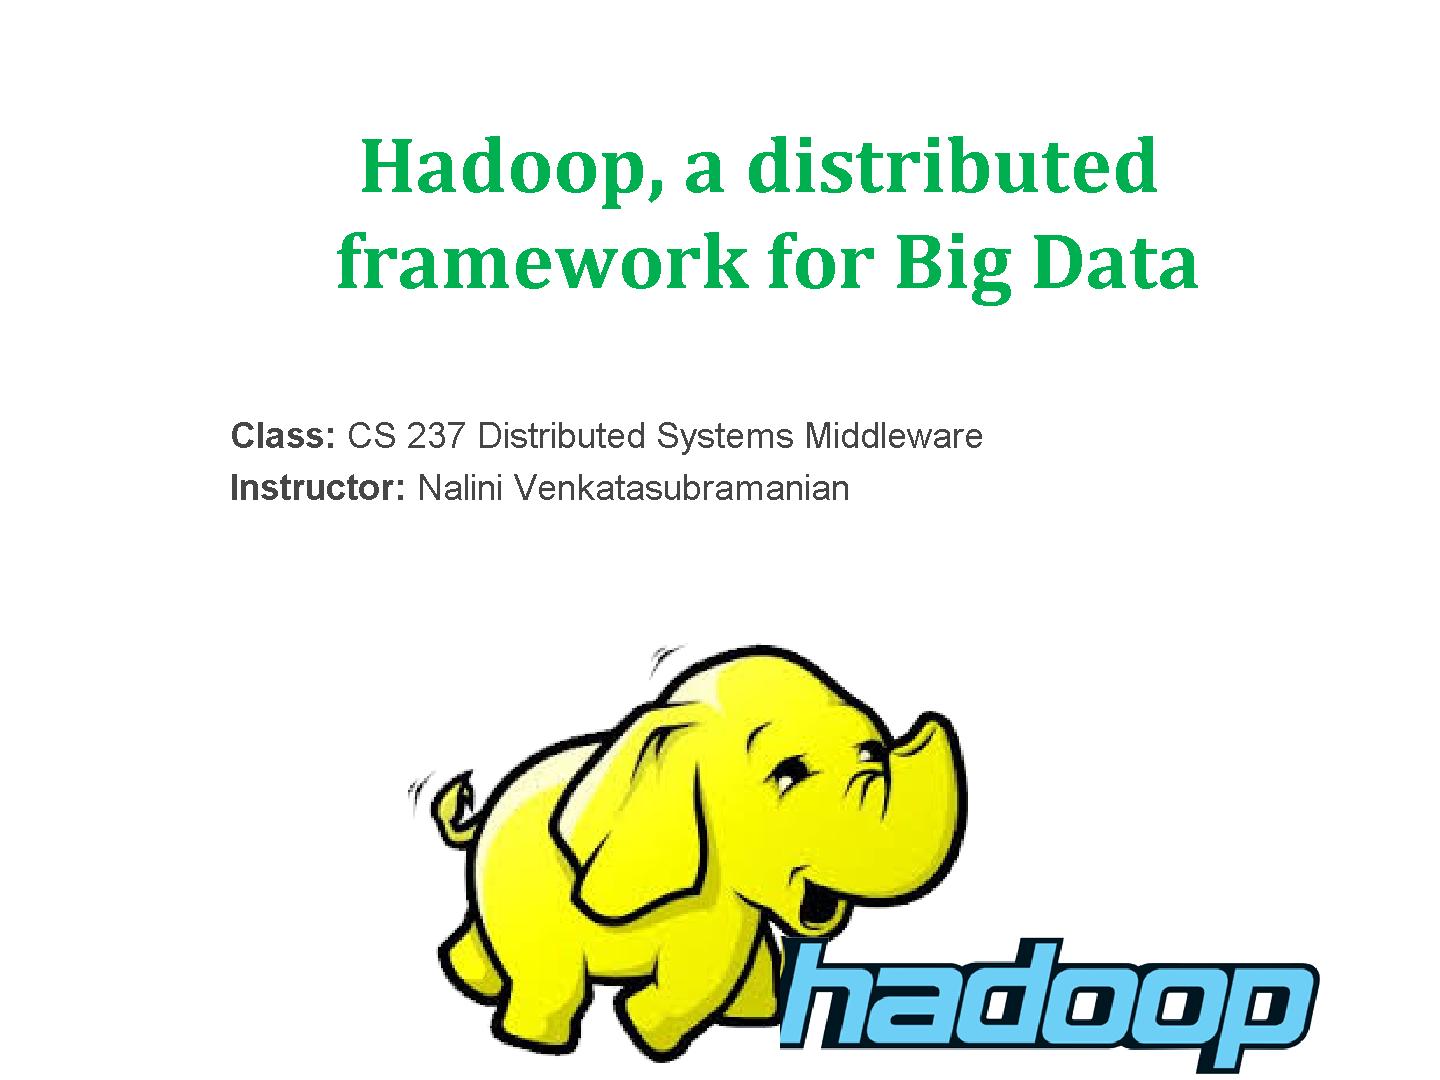 Hadoop, a distributed
framework for Big Data
Class: CS 237 Distributed Systems Middleware
Instructor: Nalini Venkatasubramanian
hadoop